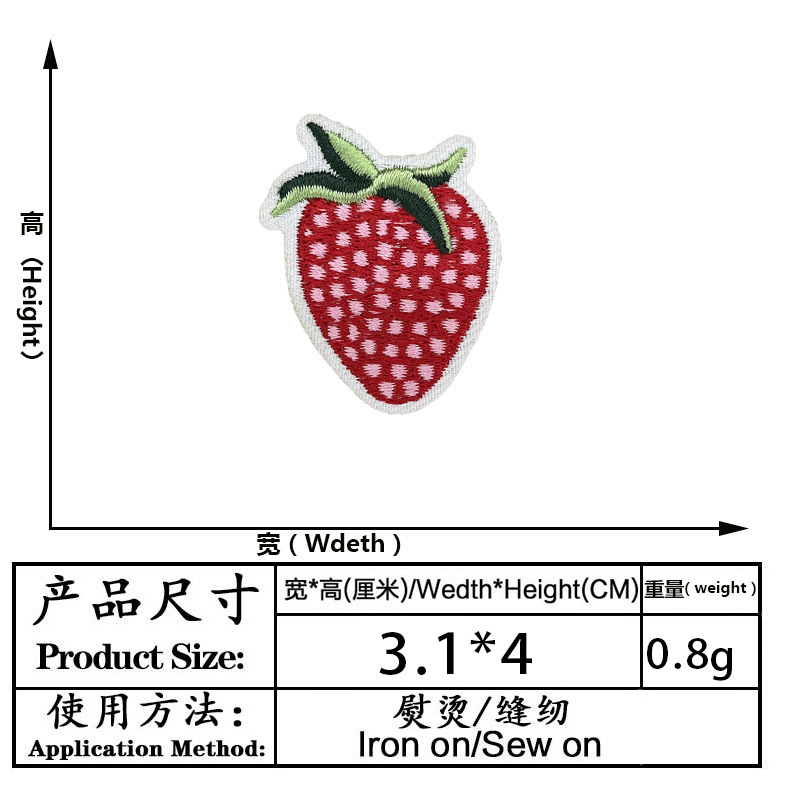 高（Height）
宽（Wdeth）
产品尺寸
Product Size:
宽*高(厘米)/Wedth*Height(CM)
重量(weight)
3.1*4
0.8g
使用方法：
Application Method:
熨烫/缝纫
Iron on/Sew on